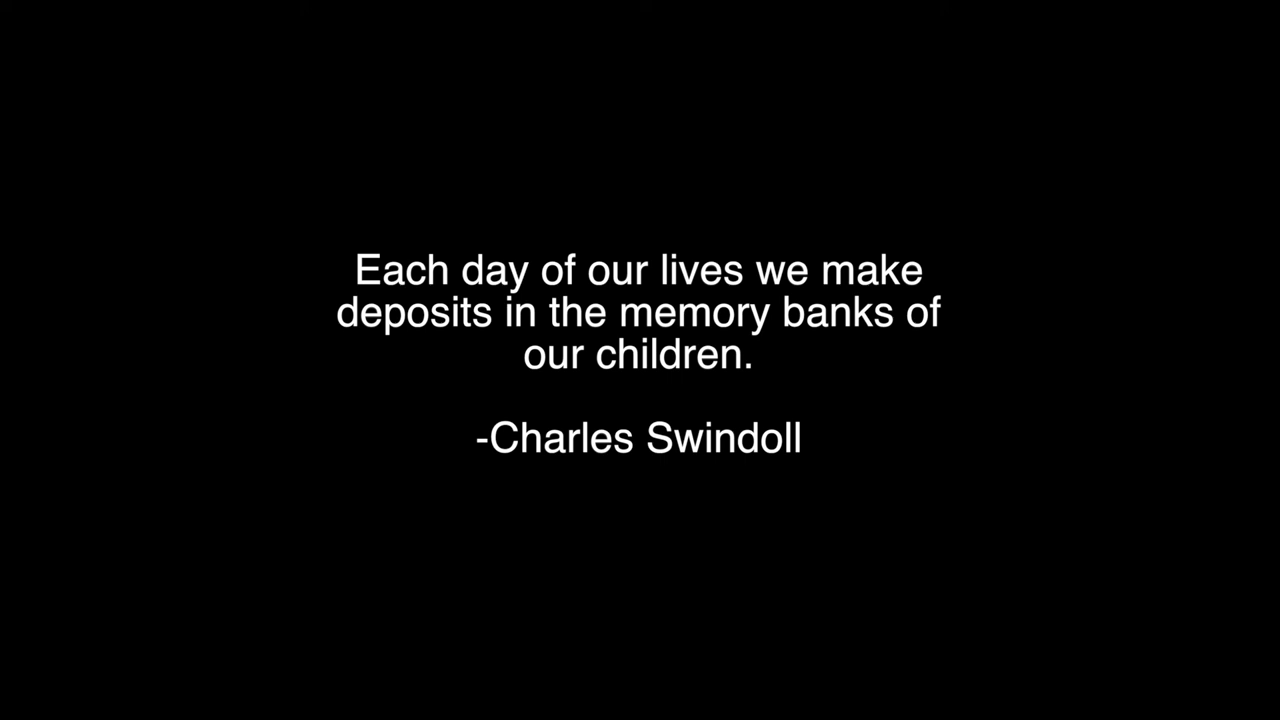 Each day of our lives we make
deposits in the memory banks of
our children.
-Charles Swindoll